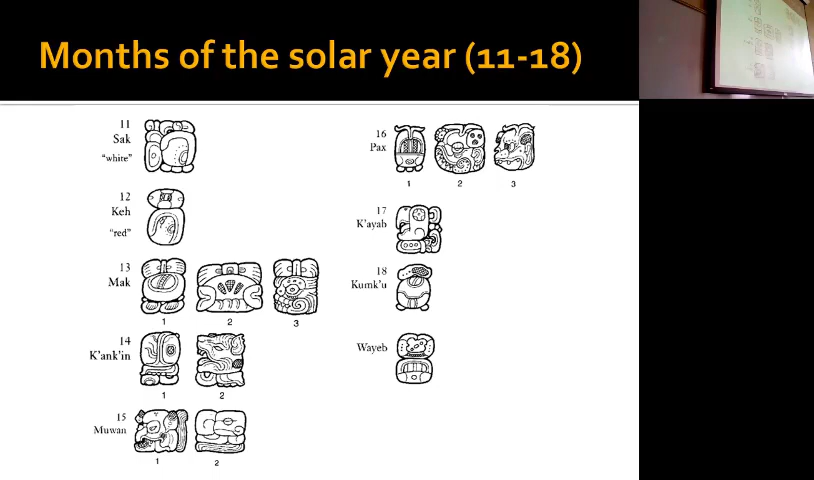 Months of the solar year (11-18)
11
Sak
"white"
12
Keh
"red"
13
Mak
1 2 3
14
K'ank'in
1 2
15
Muwan
1 2
16
Pax
1 2 3
17
K'ayab
18
Kumk'u
Wayeb